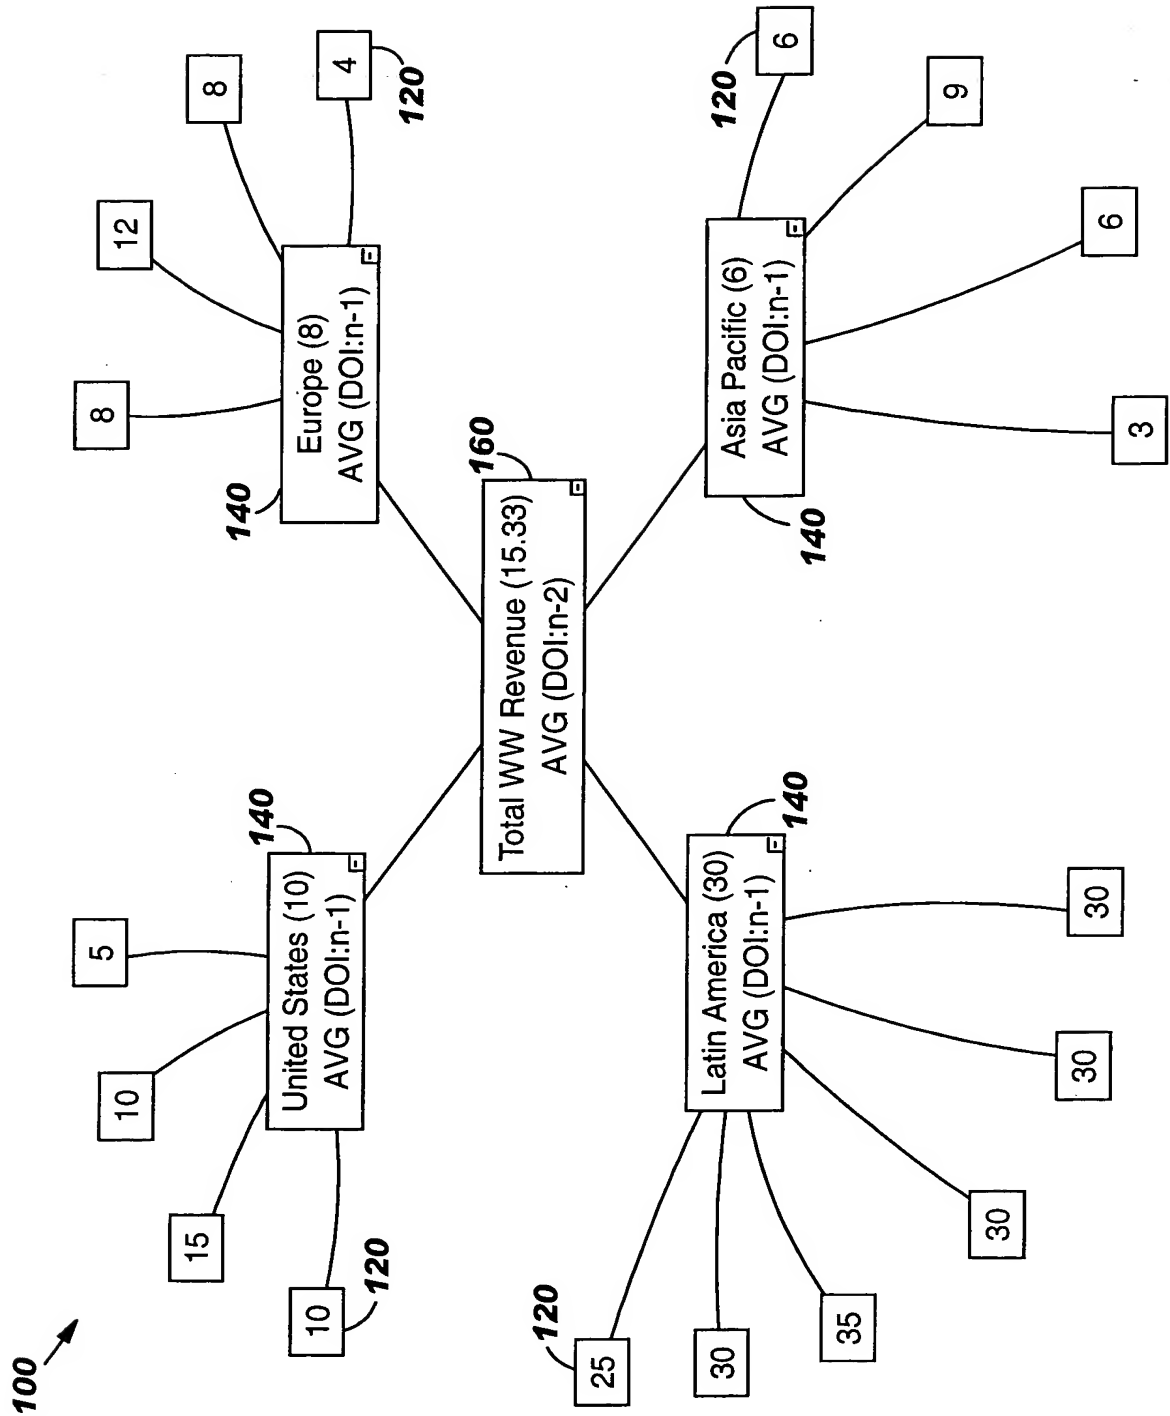 100
5
8
10
12
15
8
140
140
United States (10)
AVG (DOI:n-1)
Europe (8)
AVG (DOI:n-1)
10
4
120
120
160
Total WW Revenue (15.33)
AVG (DOI:n-2)
120
25
140
140
Latin America (30)
AVG (DOI:n-1)
Asia Pacific (6)
AVG (DOI:n-1)
120
6
30
35
9
30
30
6
30
3